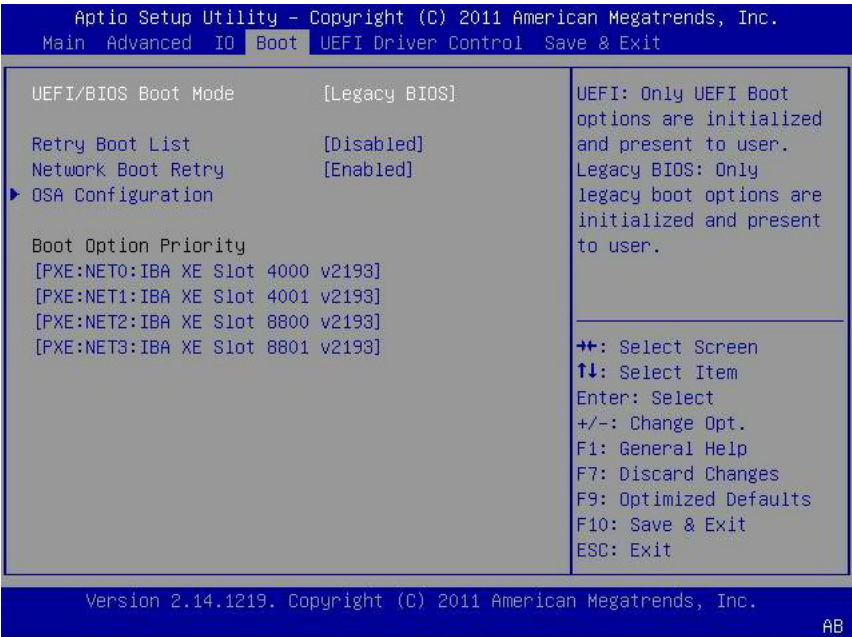 Aptio Setup Utility – Copyright (C) 2011 American Megatrends, Inc.
Main Advanced IO Boot UEFI Driver Control Save & Exit
UEFI/BIOS Boot Mode [Legacy BIOS]
Retry Boot List [Disabled]
Network Boot Retry [Enabled]
OSA Configuration
Boot Option Priority
[PXE:NET0:IBA XE Slot 4000 v2193]
[PXE:NET1:IBA XE Slot 4001 v2193]
[PXE:NET2:IBA XE Slot 8800 v2193]
[PXE:NET3:IBA XE Slot 8801 v2193]
UEFI: Only UEFI Boot
options are initialized
and present to user.
Legacy BIOS: Only
legacy boot options are
initialized and present
to user.
→←: Select Screen
↑↓: Select Item
Enter: Select
+/-: Change Opt.
F1: General Help
F7: Discard Changes
F9: Optimized Defaults
F10: Save & Exit
ESC: Exit
Version 2.14.1219. Copyright (C) 2011 American Megatrends, Inc.
AB